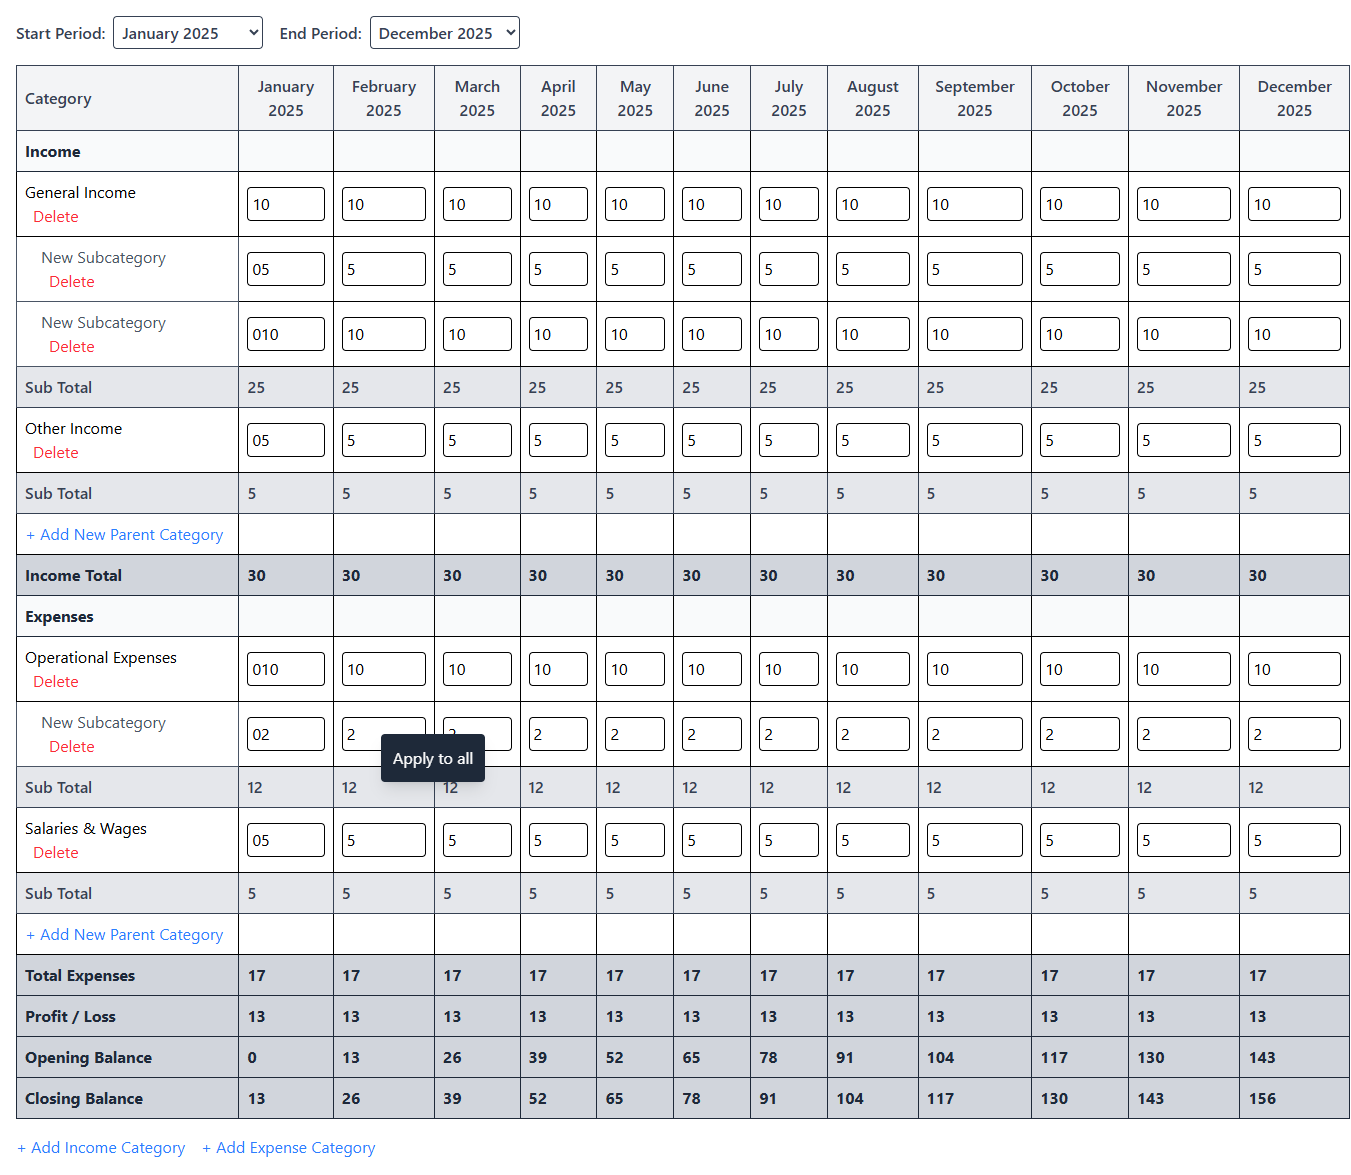 Start Period: January 2025 End Period: December 2025
Category January 2025 February 2025 March 2025 April 2025 May 2025 June 2025 July 2025 August 2025 September 2025 October 2025 November 2025 December 2025
Income
General Income 10 10 10 10 10 10 10 10 10 10 10 10
Delete
New Subcategory 05 5 5 5 5 5 5 5 5 5 5 5
Delete
New Subcategory 010 10 10 10 10 10 10 10 10 10 10 10
Delete
Sub Total 25 25 25 25 25 25 25 25 25 25 25 25
Other Income 05 5 5 5 5 5 5 5 5 5 5 5
Delete
Sub Total 5 5 5 5 5 5 5 5 5 5 5 5
+ Add New Parent Category
Income Total 30 30 30 30 30 30 30 30 30 30 30 30
Expenses
Operational Expenses 010 10 10 10 10 10 10 10 10 10 10 10
Delete
New Subcategory 02 2 2 2 2 2 2 2 2 2 2 2
Delete
Apply to all
Sub Total 12 12 12 12 12 12 12 12 12 12 12 12
Salaries & Wages 05 5 5 5 5 5 5 5 5 5 5 5
Delete
Sub Total 5 5 5 5 5 5 5 5 5 5 5 5
+ Add New Parent Category
Total Expenses 17 17 17 17 17 17 17 17 17 17 17 17
Profit / Loss 13 13 13 13 13 13 13 13 13 13 13 13
Opening Balance 0 13 26 39 52 65 78 91 104 117 130 143
Closing Balance 13 26 39 52 65 78 91 104 117 130 143 156
+ Add Income Category + Add Expense Category